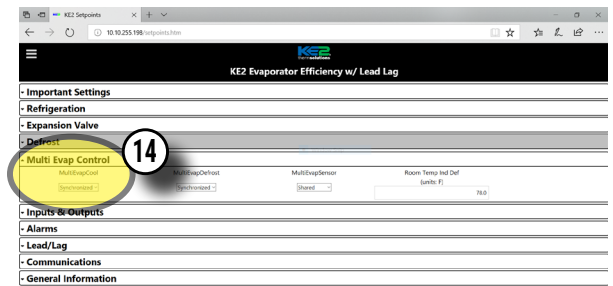 KE2 Setpoints
10.10.255.198/setpoints.htm
KE2
thermsolutions
KE2 Evaporator Efficiency w/ Lead Lag
- Important Settings
- Refrigeration
- Expansion Valve
- Defrost
- Multi Evap Control
14
MultiEvapCool MultiEvapDefrost MultiEvapSensor Room Temp Ind Def
(units: F)
Synchronized Synchronized Shared
78.0
- Inputs & Outputs
- Alarms
- Lead/Lag
- Communications
- General Information